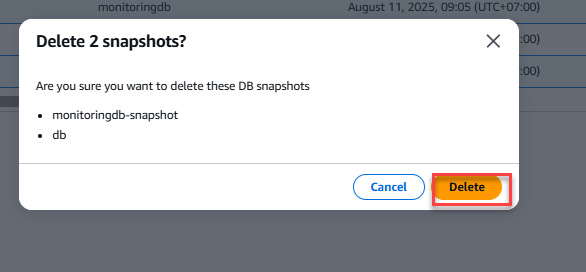 monitoringdb August 11, 2025, 09:05 (UTC+07:00)
Delete 2 snapshots?
:00)
Are you sure you want to delete these DB snapshots
:00)
monitoringdb-snapshot
db
Cancel Delete